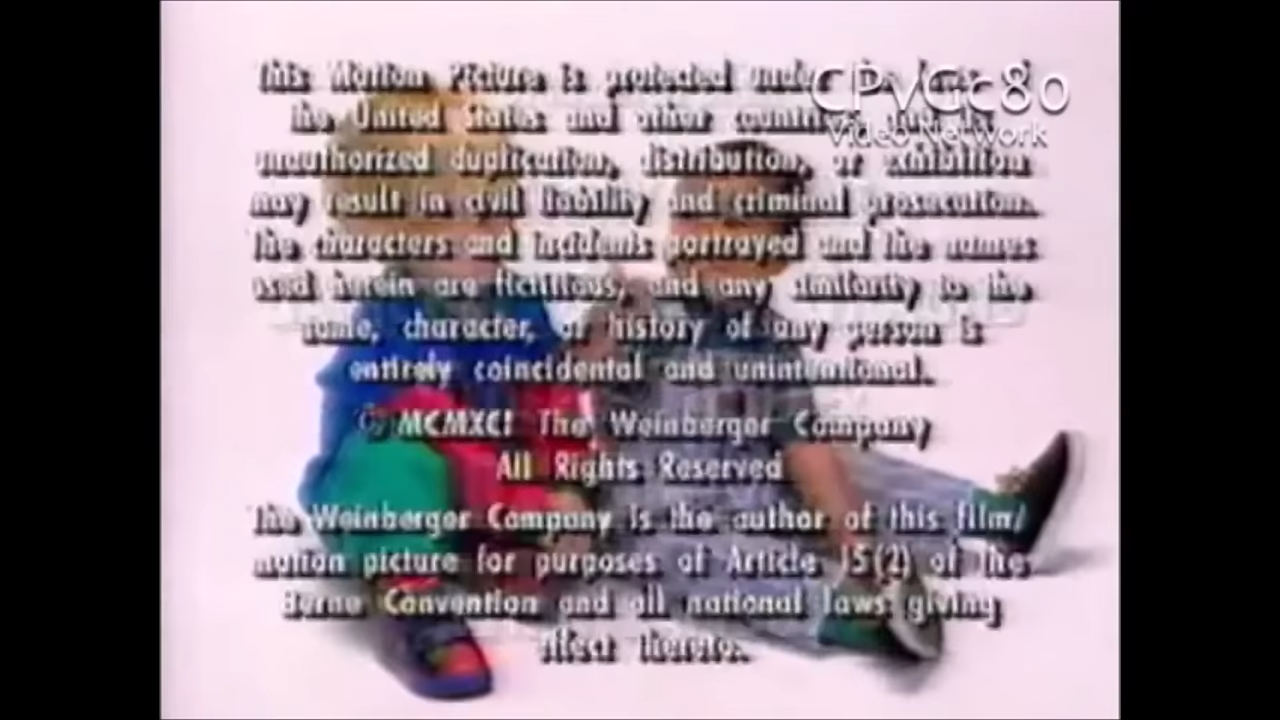 This Motion Picture is protected under the laws of
CPvGc80
the United States and other countries
Video Network
unauthorized duplication, distribution, or exhibition
may result in civil liability and criminal prosecution.
The characters and incidents portrayed and the names
used herein are fictitious, and any similarity to the
name, character, or history of any person is
entirely coincidental and unintentional.
© MCMXCI The Weinberger Company
All Rights Reserved
The Weinberger Company is the author of this film/
motion picture for purposes of Article 15(2) of the
Berne Convention and all national laws giving
effect thereto.